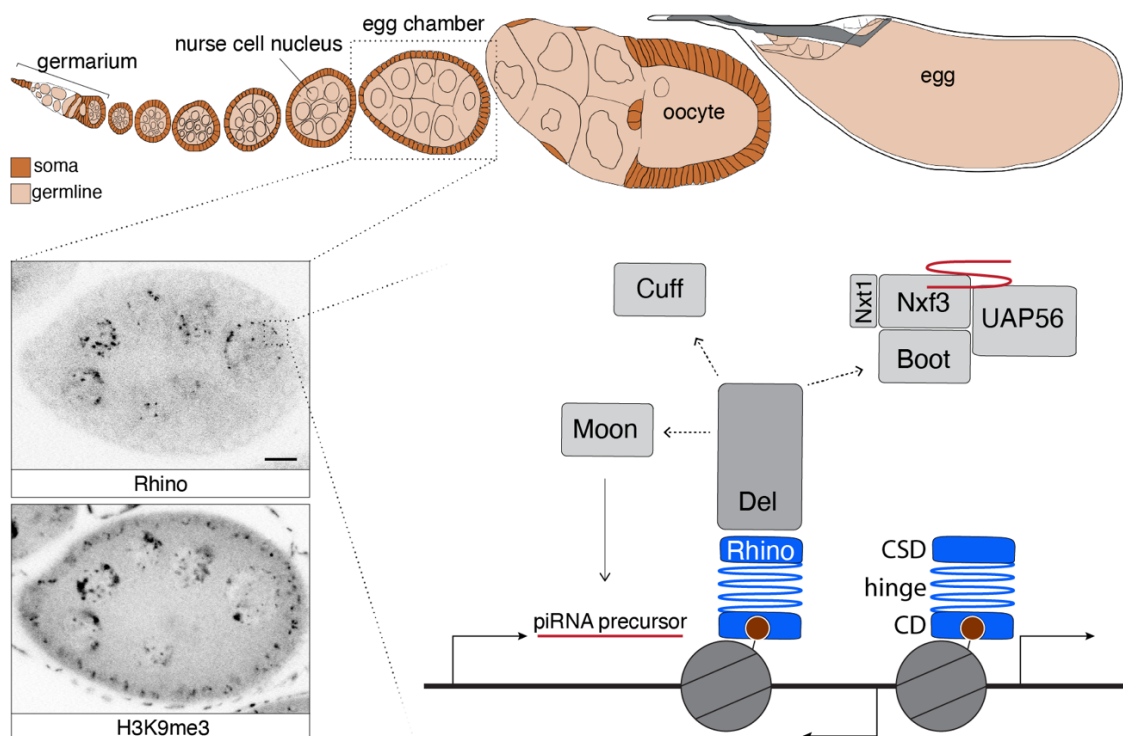 egg chamber
nurse cell nucleus
germarium
egg
oocyte
soma
germline
Cuff
Nxt1
Nxf3
UAP56
Boot
Moon
Del
Rhino
CSD
hinge
CD
piRNA precursor
Rhino
H3K9me3